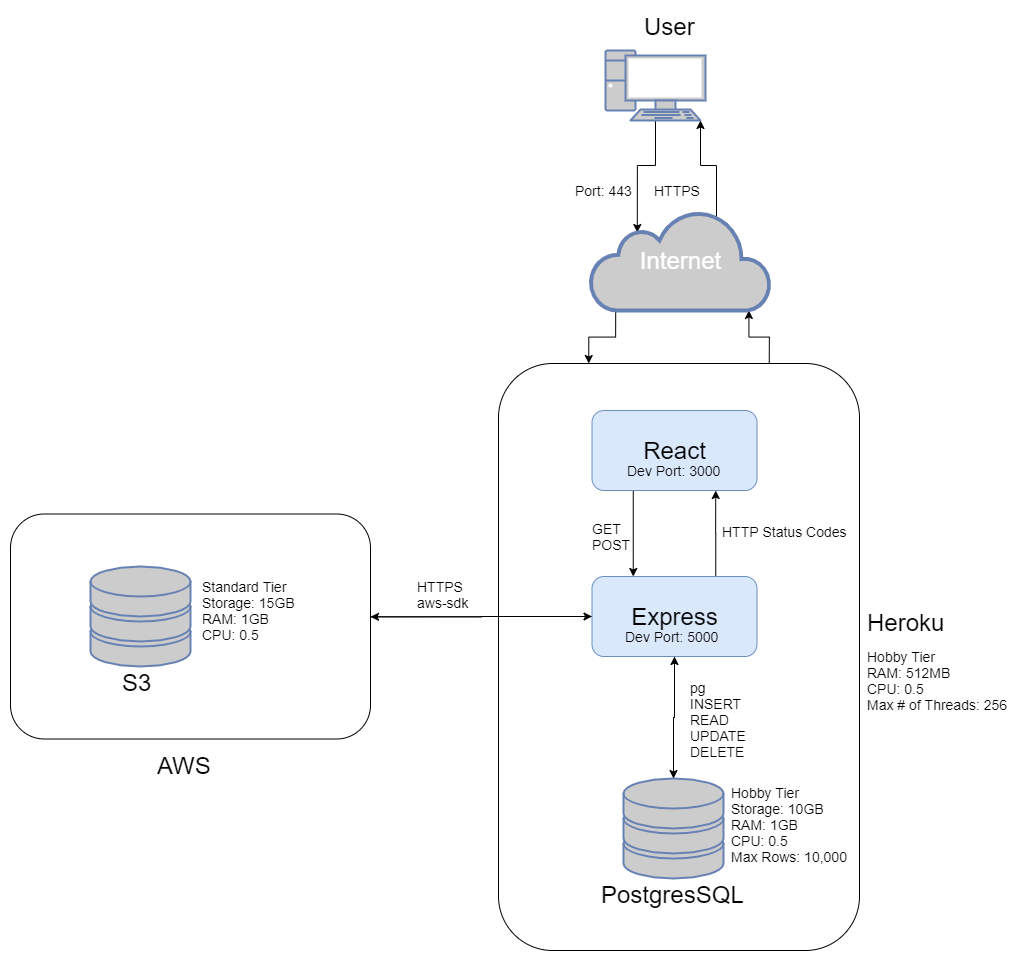 User
Port: 443
HTTPS
Internet
React
Dev Port: 3000
GET
POST
HTTP Status Codes
Express
Dev Port: 5000
HTTPS
aws-sdk
Standard Tier
Storage: 15GB
RAM: 1GB
CPU: 0.5
S3
AWS
Heroku
Hobby Tier
RAM: 512MB
CPU: 0.5
Max # of Threads: 256
pg
INSERT
READ
UPDATE
DELETE
Hobby Tier
Storage: 10GB
RAM: 1GB
CPU: 0.5
Max Rows: 10,000
PostgresSQL